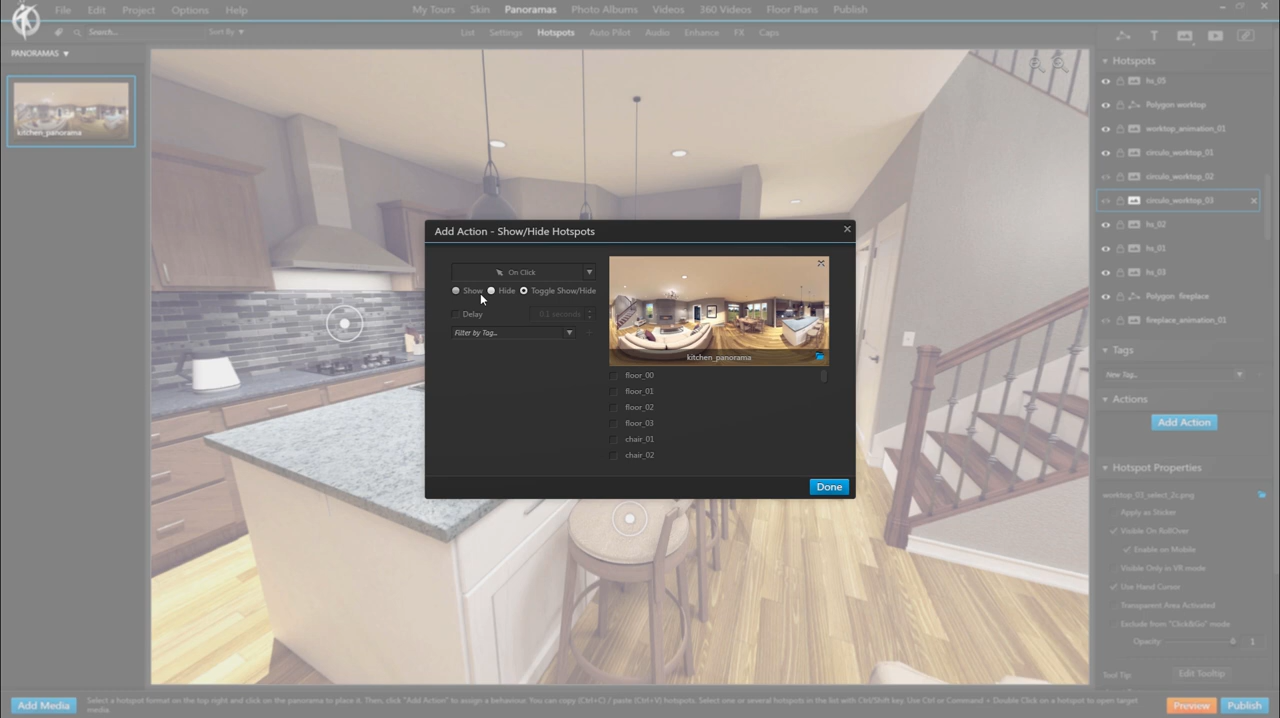 File Edit Project Options Help
My Tours Skin Panoramas Photo Albums Videos 360 Videos Floor Plans Publish
Search... Sort By
List Settings Hotspots Auto Pilot Audio Enhance FX Caps
PANORAMAS
kitchen_panorama
Add Action - Show/Hide Hotspots
On Click
Show Hide Toggle Show/Hide
Delay 0.1 seconds
Filter by Tag...
kitchen_panorama
floor_00
floor_01
floor_02
floor_03
chair_01
chair_02
Done
T
Hotspots
hs_05
Polygon worktop
worktop_animation_01
circulo_worktop_01
circulo_worktop_02
circulo_worktop_03
hs_02
hs_01
hs_03
Polygon fireplace
fireplace_animation_01
Tags
New Tag...
Actions
Add Action
Hotspot Properties
worktop_03_select_2c.png
Apply as Sticker
Visible On RollOver
Enable on Mobile
Visible Only in VR mode
Use Hand Cursor
Transparent Area Activated
Exclude from "Click&Go" mode
Opacity: 1
Tool Tip: Edit Tooltip
Add Media
Select a hotspot format on the top right and click on the panorama to place it. Then, click "Add Action" to assign a behaviour. You can copy (Ctrl+C) / paste (Ctrl+V) hotspots. Select one or several hotspots in the list with Ctrl/Shift key. Use Ctrl or Command + Double Click on a hotspot to open target
media.
Preview Publish